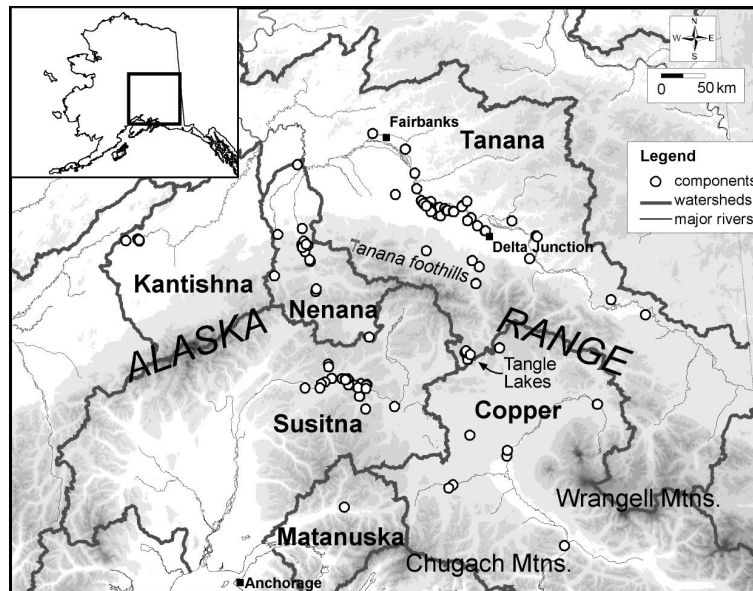 N
W E
S
0 50 km
Fairbanks
Tanana
Legend
components
watersheds
major rivers
Delta Junction
Tanana foothills
Kantishna
Nenana
ALASKA RANGE
Tangle
Lakes
Copper
Susitna
Wrangell Mtns.
Matanuska
Chugach Mtns.
Anchorage